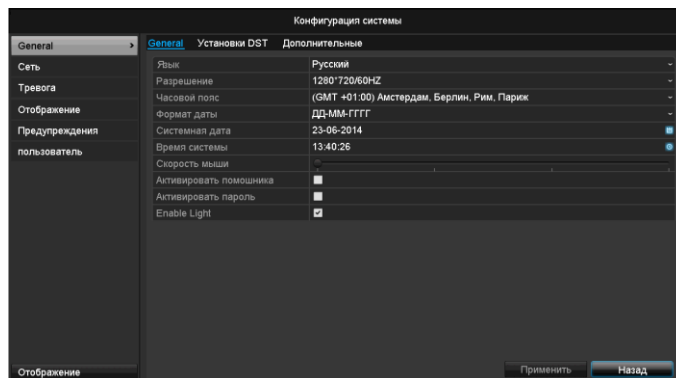 Конфигурация системы
General
Сеть
Тревога
Отображение
Предупреждения
пользователь
Отображение
General Установки DST Дополнительные
Язык Русский
Разрешение 1280*720/60HZ
Часовой пояс (GMT +01:00) Амстердам, Берлин, Рим, Париж
Формат даты ДД-ММ-ГГГГ
Системная дата 23-06-2014
Время системы 13:40:26
Скорость мыши
Активировать помошника
Активировать пароль
Enable Light
Применить Назад